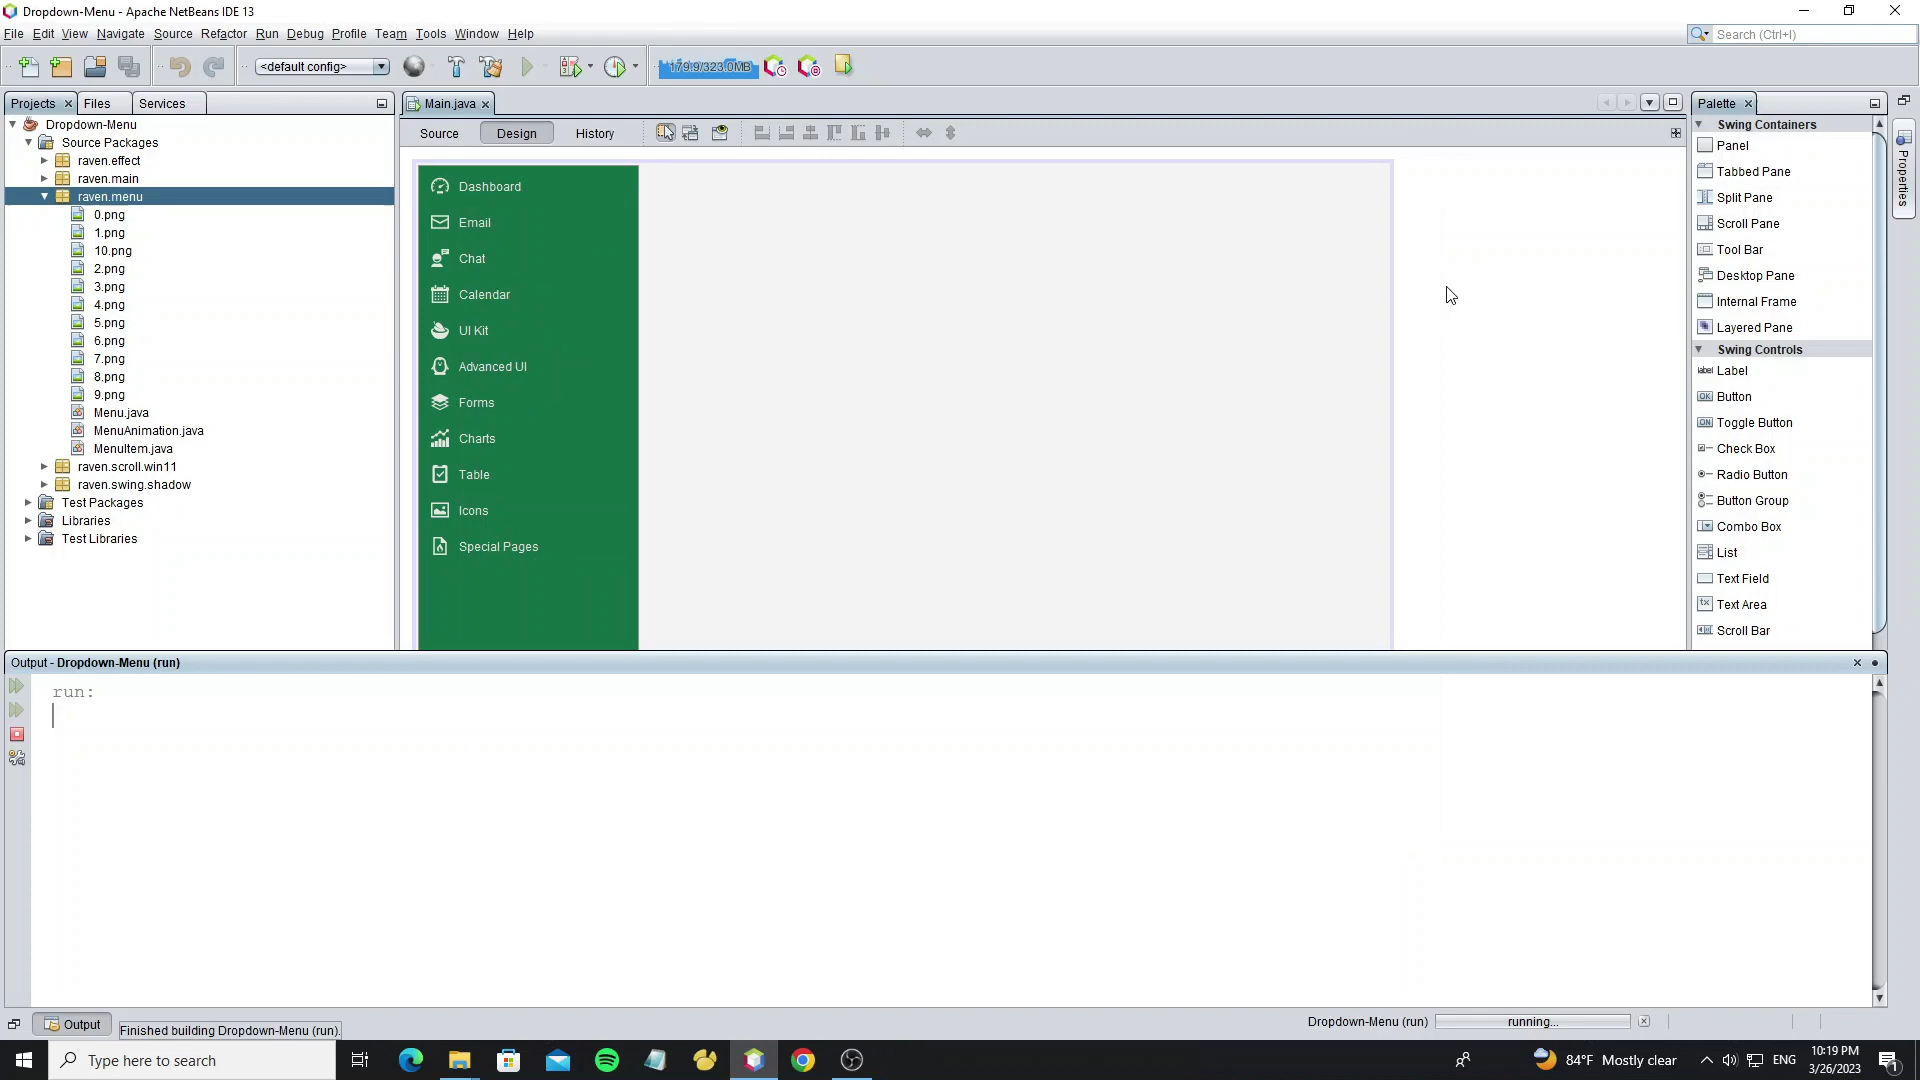 Dropdown-Menu - Apache NetBeans IDE 13
File Edit View Navigate Source Refactor Run Debug Profile Team Tools Window Help
Search (Ctrl+I)
<default config>
179.9/323.0MB
Projects Files Services
Main.java
Palette
Source Design History
Dropdown-Menu
Source Packages
raven.effect
raven.main
raven.menu
0.png
1.png
10.png
2.png
3.png
4.png
5.png
6.png
7.png
8.png
9.png
Menu.java
MenuAnimation.java
MenuItem.java
raven.scroll.win11
raven.swing.shadow
Test Packages
Libraries
Test Libraries
Dashboard
Email
Chat
Calendar
UI Kit
Advanced UI
Forms
Charts
Table
Icons
Special Pages
Swing Containers
Panel
Tabbed Pane
Split Pane
Scroll Pane
Tool Bar
Desktop Pane
Internal Frame
Layered Pane
Swing Controls
label Label
OK Button
ON Toggle Button
Check Box
Radio Button
Button Group
Combo Box
List
Text Field
Text Area
Scroll Bar
Properties
Output - Dropdown-Menu (run)
run:
Output
Finished building Dropdown-Menu (run).
Dropdown-Menu (run) running...
Type here to search
84°F Mostly clear
ENG
10:19 PM
3/26/2023
1